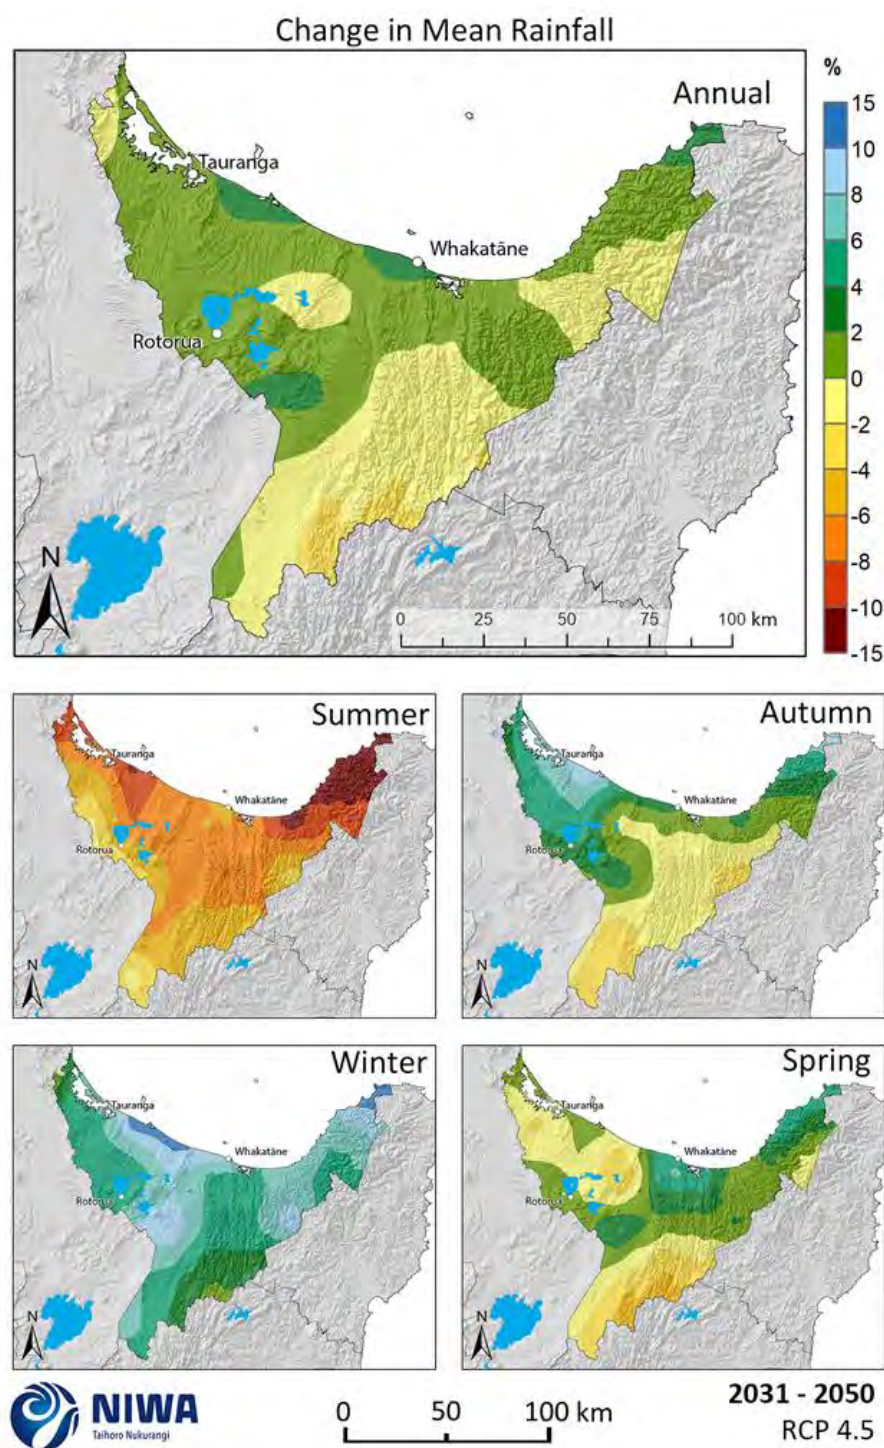 Change in Mean Rainfall
%
Annual
15
10
8
6
4
2
0
-2
-4
-6
-8
-10
-15
Tauranga
Whakatāne
Rotorua
N
0 25 50 75 100 km
Summer
Tauranga
Whakatāne
Rotorua
N
Autumn
Tauranga
Whakatāne
Rotorua
N
Winter
Tauranga
Whakatāne
Rotorua
N
Spring
Tauranga
Whakatāne
Rotorua
N
NIWA
Taihoro Nukurangi
0 50 100 km
2031 - 2050
RCP 4.5